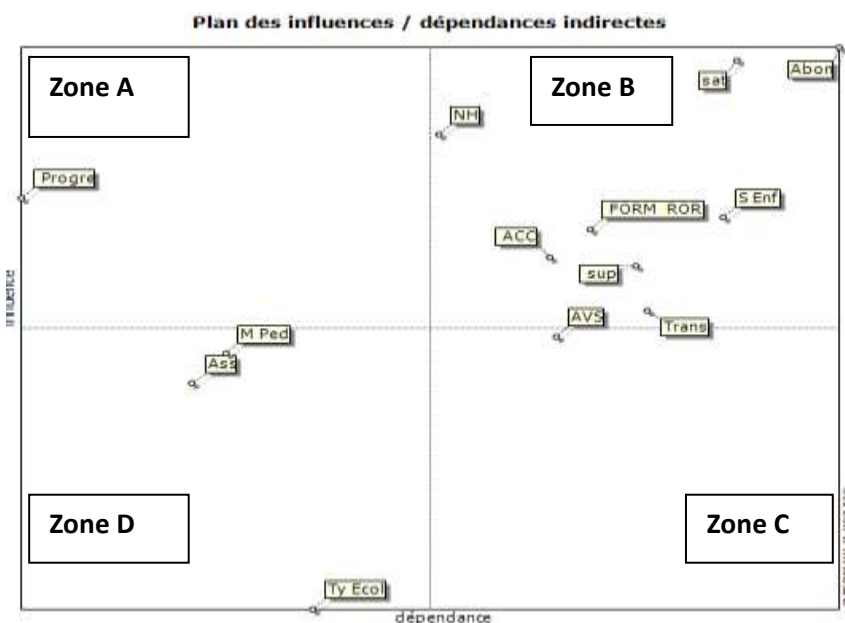 Plan des influences / dépendances indirectes
Zone A
Zone B
sat
Abon
NH
Progre
S Enf
FORM ROR
ACC
sup
AVS
Trans
M Ped
Ass
influence
Zone D
Zone C
Ty Ecol
dépendance